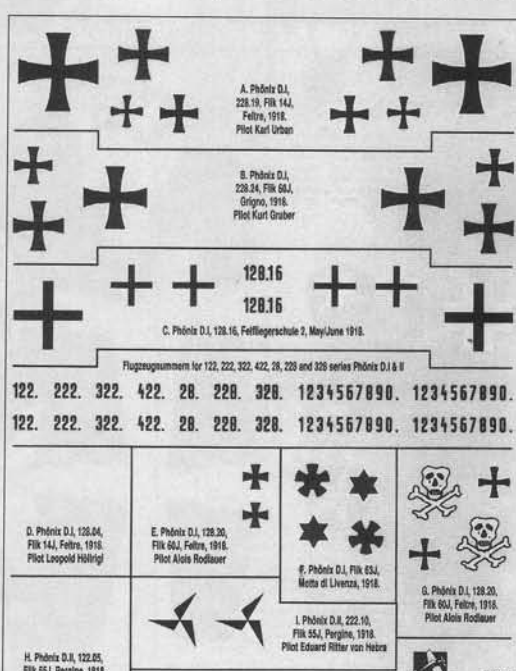 A. Phönix D.I,
228.19, Flik 14J,
Feltre, 1918.
Pilot Karl Urban
B. Phönix D.I,
228.24, Flik 60J,
Grigno, 1918.
Pilot Kurt Gruber
128.16
128.16
C. Phönix D.I, 128.16, Felfliegerschule 2, May/June 1918.
Flugzeugsummern for 122, 222, 322, 422, 28, 228 and 328 series Phönix D.I & II
122. 222. 322. 422. 28. 228. 328. 1234567890. 1234567890.
122. 222. 322. 422. 28. 228. 328. 1234567890. 1234567890.
D. Phönix D.I, 128.04,
Flik 14J, Feltre, 1918.
Pilot Leopold Höllrigl
E. Phönix D.I, 128.20,
Flik 60J, Feltre, 1918.
Pilot Alois Rodlauer
F. Phönix D.I, Flik 63J,
Motta di Livenza, 1918.
G. Phönix D.I, 128.20,
Flik 60J, Feltre, 1918.
Pilot Alois Rodlauer
I. Phönix D.II, 222.10,
Flik 55J, Pergine, 1918.
Pilot Eduard Ritter von Hebra
H. Phönix D.II, 122.05,
Flik 55J, Pergine, 1918.